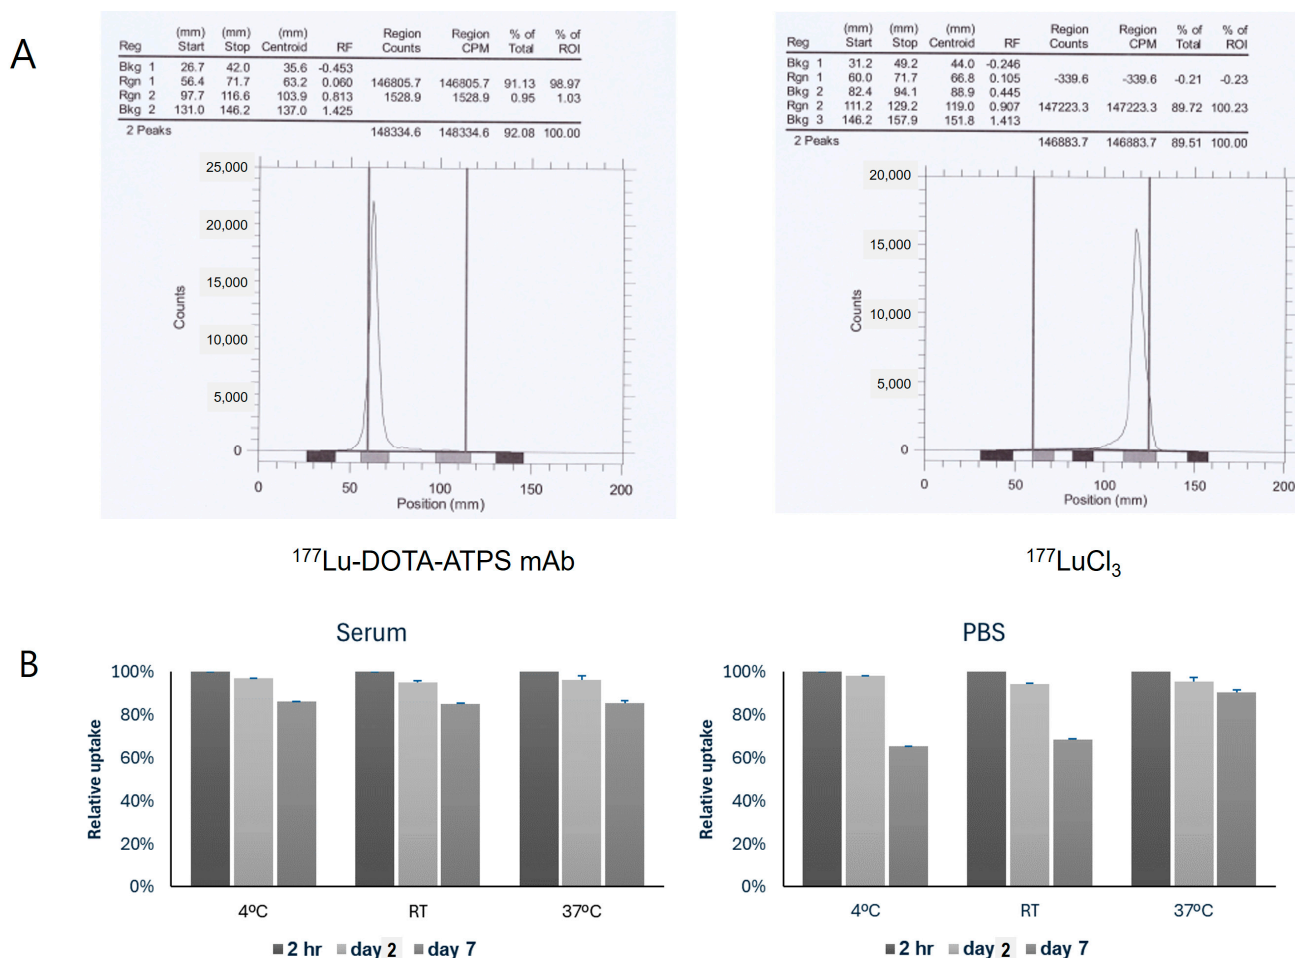 A
(mm) (mm) (mm) Region Region % of % of
Reg Start Stop Centroid RF Counts CPM Total ROI
Bkg 1 26.7 42.0 35.6 -0.453
Rgn 1 56.4 71.7 63.2 0.060 146805.7 146805.7 91.13 98.97
Rgn 2 97.7 116.6 103.9 0.813 1528.9 1528.9 0.95 1.03
Bkg 2 131.0 146.2 137.0 1.425
2 Peaks 148334.6 148334.6 92.08 100.00
25,000
20,000
15,000
10,000
5,000
0
Counts
0 50 100 150 200
Position (mm)
177Lu-DOTA-ATPS mAb
(mm) (mm) (mm) Region Region % of % of
Reg Start Stop Centroid RF Counts CPM Total ROI
Bkg 1 31.2 49.2 44.0 -0.246
Rgn 1 60.0 71.7 66.8 0.105 -339.6 -339.6 -0.21 -0.23
Bkg 2 82.4 94.1 88.9 0.445
Rgn 2 111.2 129.2 119.0 0.907 147223.3 147223.3 89.72 100.23
Bkg 3 146.2 157.9 151.8 1.413
2 Peaks 146883.7 146883.7 89.51 100.00
20,000
15,000
10,000
5,000
0
Counts
0 50 100 150 200
Position (mm)
177LuCl3
B
Serum
100%
80%
60%
40%
20%
0%
Relative uptake
4ºC RT 37ºC
2 hr day 2 day 7
PBS
100%
80%
60%
40%
20%
0%
Relative uptake
4ºC RT 37ºC
2 hr day 2 day 7